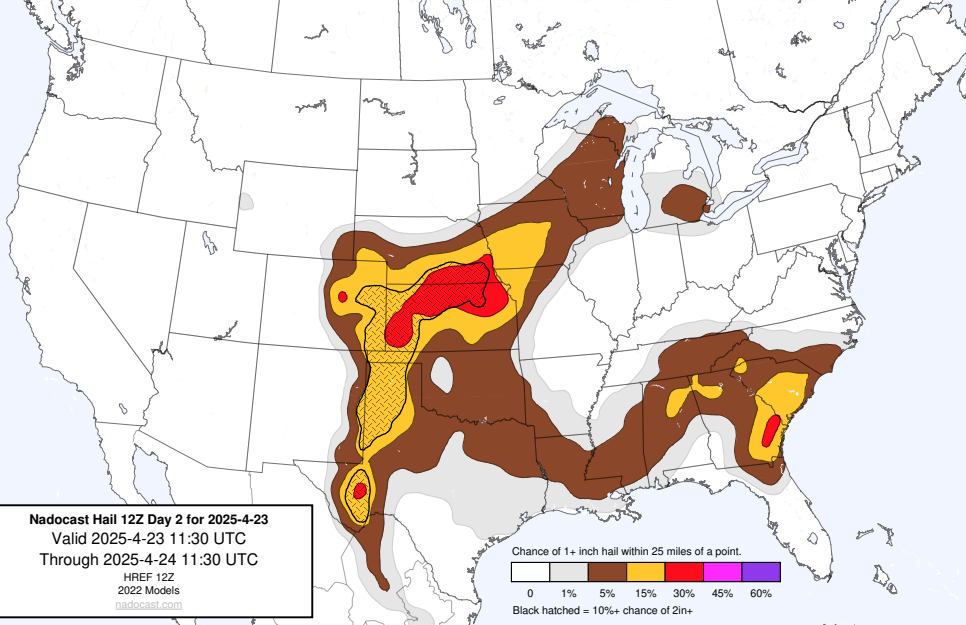 Nadocast Hail 12Z Day 2 for 2025-4-23
Valid 2025-4-23 11:30 UTC
Through 2025-4-24 11:30 UTC
HREF 12Z
2022 Models
nadocast.com
Chance of 1+ inch hail within 25 miles of a point.
0 1% 5% 15% 30% 45% 60%
Black hatched = 10%+ chance of 2in+